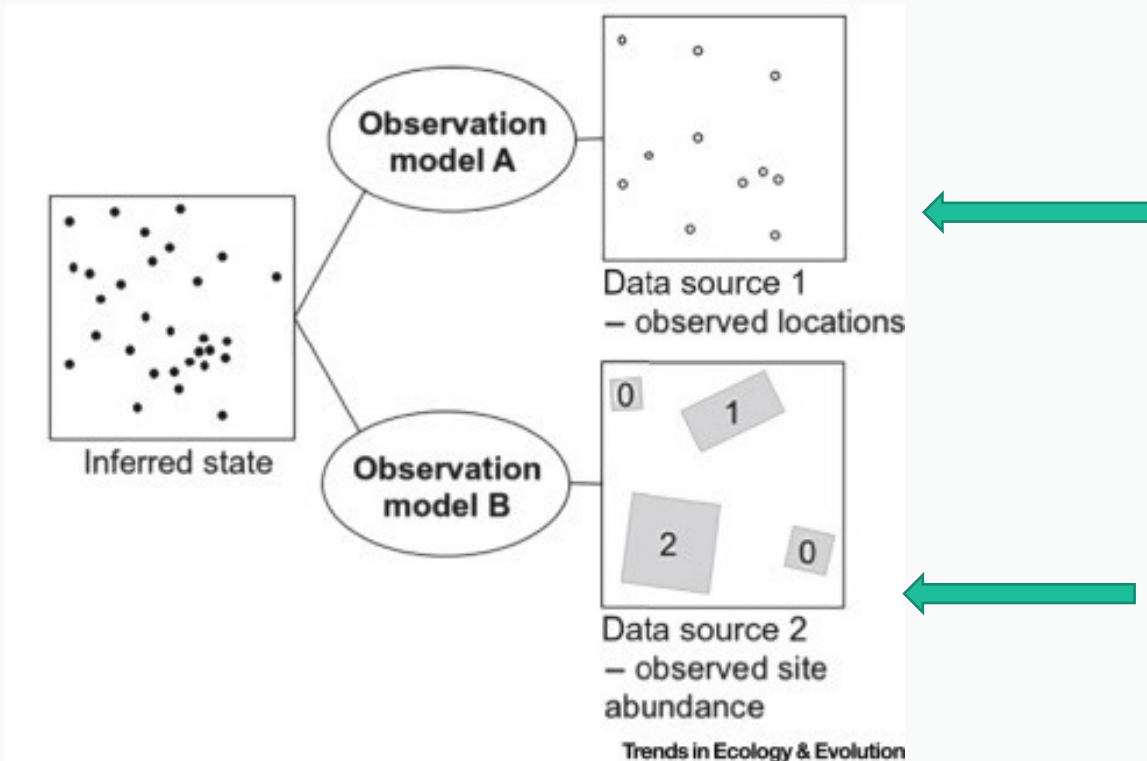 Observation
model A
Data source 1
– observed locations
Inferred state
Observation
model B
0
1
2
0
Data source 2
– observed site
abundance
Trends in Ecology & Evolution